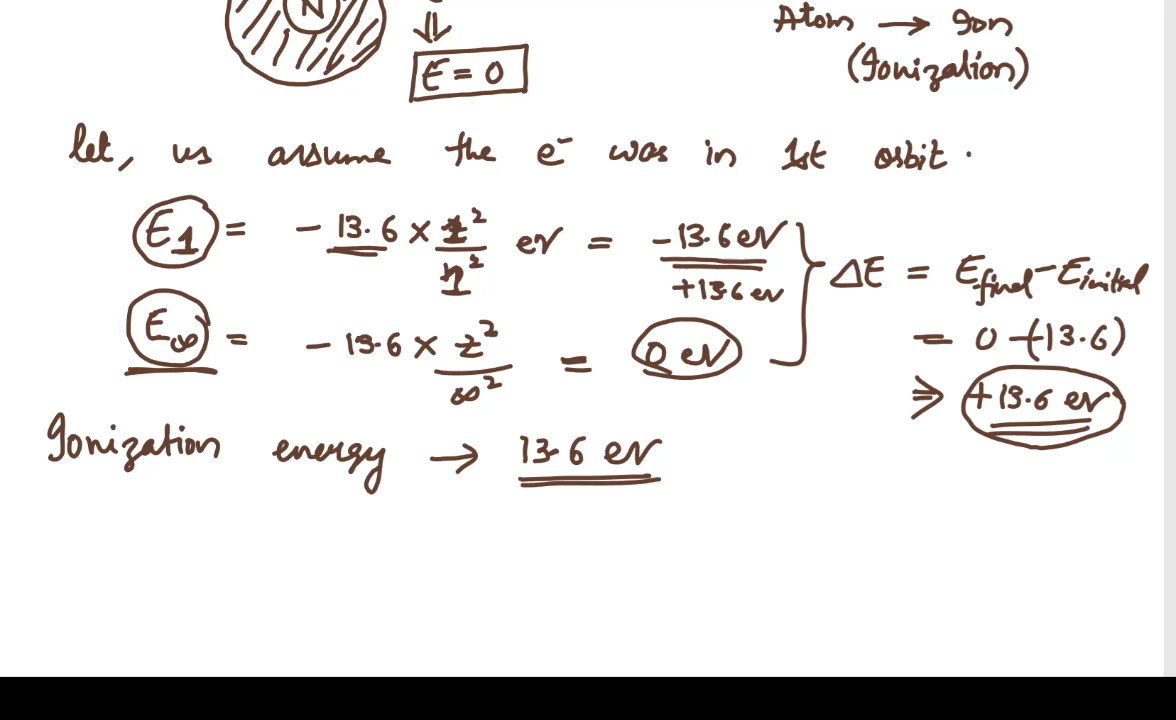 N
Atom → Ion
(Ionization)
E = 0
let, us assume the e⁻ was in 1st orbit.
E₁ = - 13.6 × 1²/1² eV = -13.6 eV
+13.6 eV
E∞ = - 13.6 × z²/∞² = 0 eV
ΔE = E final - E initial
= 0 -(-13.6)
⇒ +13.6 eV
Ionization energy → 13.6 eV